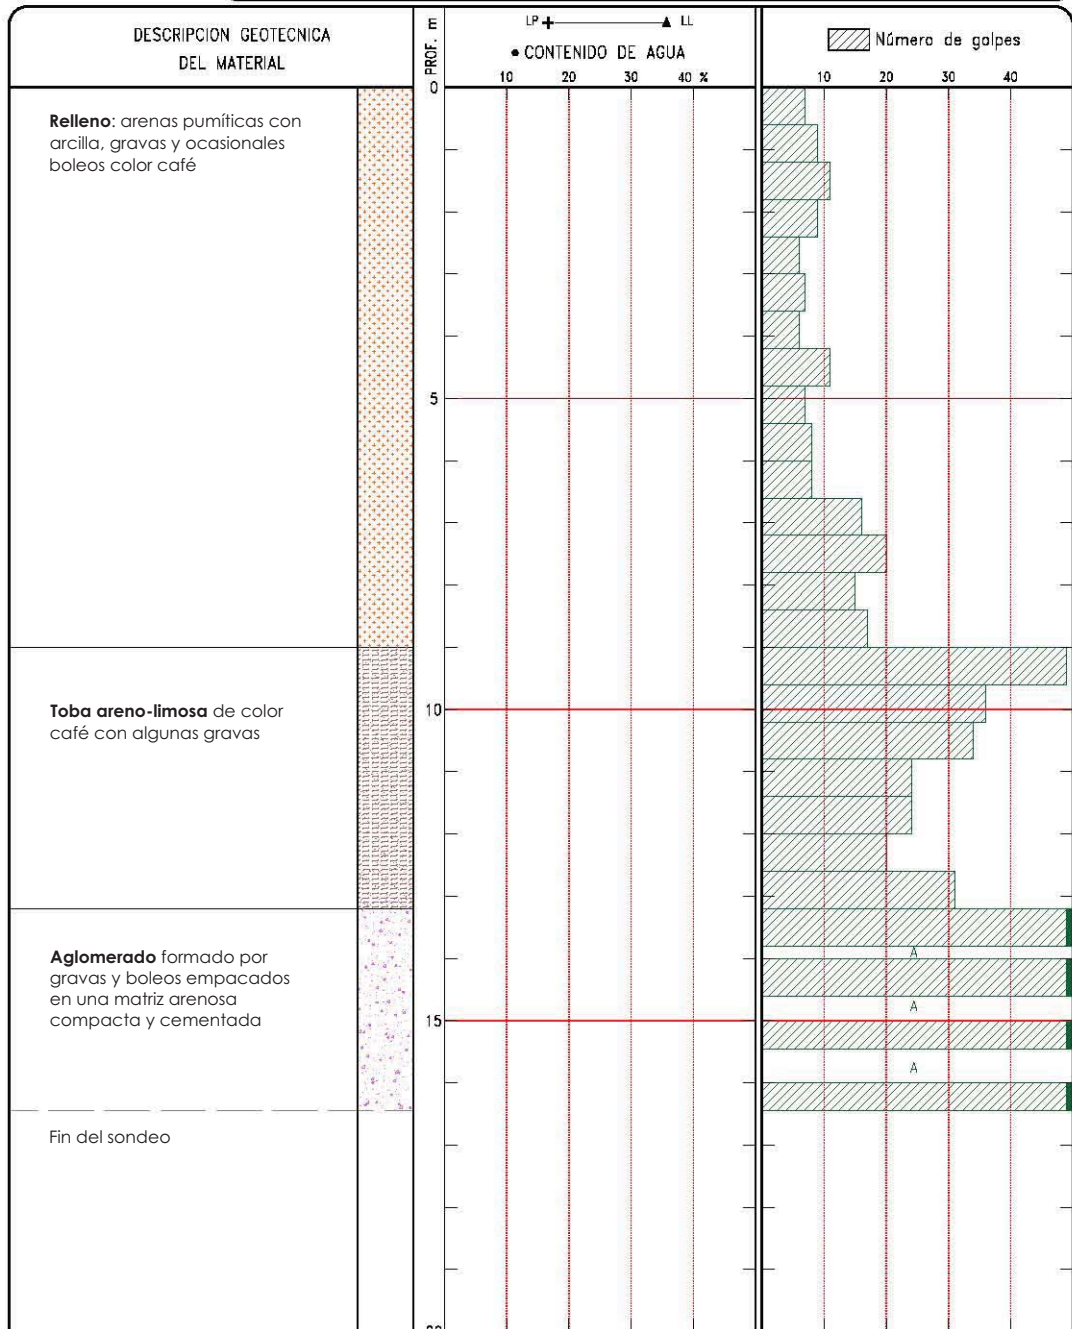 DESCRIPCION GEOTECNICA
DEL MATERIAL
PROF. m
LP LL
CONTENIDO DE AGUA
10 20 30 40 %
Número de golpes
10 20 30 40
0
Relleno: arenas pumíticas con
arcilla, gravas y ocasionales
boleos color café
5
Toba areno-limosa de color
café con algunas gravas
10
Aglomerado formado por
gravas y boleos empacados
en una matriz arenosa
compacta y cementada
A
A
15
A
Fin del sondeo